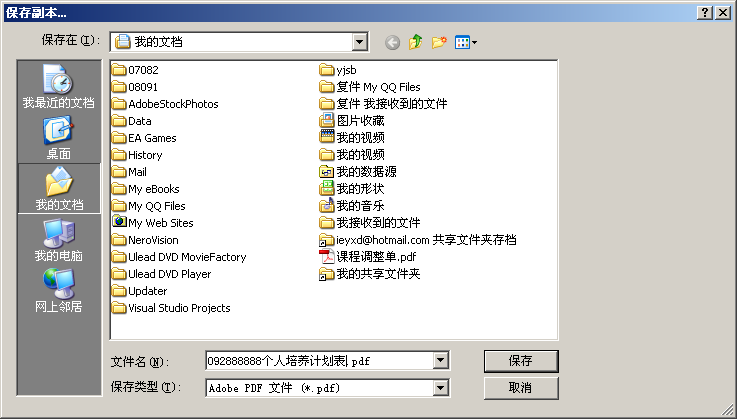 保存副本...
保存在(I):
我的文档
我最近的文档
桌面
我的文档
我的电脑
网上邻居
07082
08091
AdobeStockPhotos
Data
EA Games
History
Mail
My eBooks
My QQ Files
My Web Sites
NeroVision
Ulead DVD MovieFactory
Ulead DVD Player
Updater
Visual Studio Projects
yjsb
复件 My QQ Files
复件 我接收到的文件
图片收藏
我的视频
我的视频
我的数据源
我的形状
我的音乐
我接收到的文件
ieyxd@hotmail.com 共享文件夹存档
课程调整单.pdf
我的共享文件夹
文件名(N):
092888888个人培养计划表.pdf
保存
保存类型(T):
Adobe PDF 文件 (*.pdf)
取消